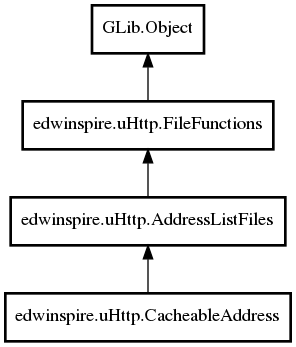 GLib.Object
edwinspire.uHttp.FileFunctions
edwinspire.uHttp.AddressListFiles
edwinspire.uHttp.CacheableAddress